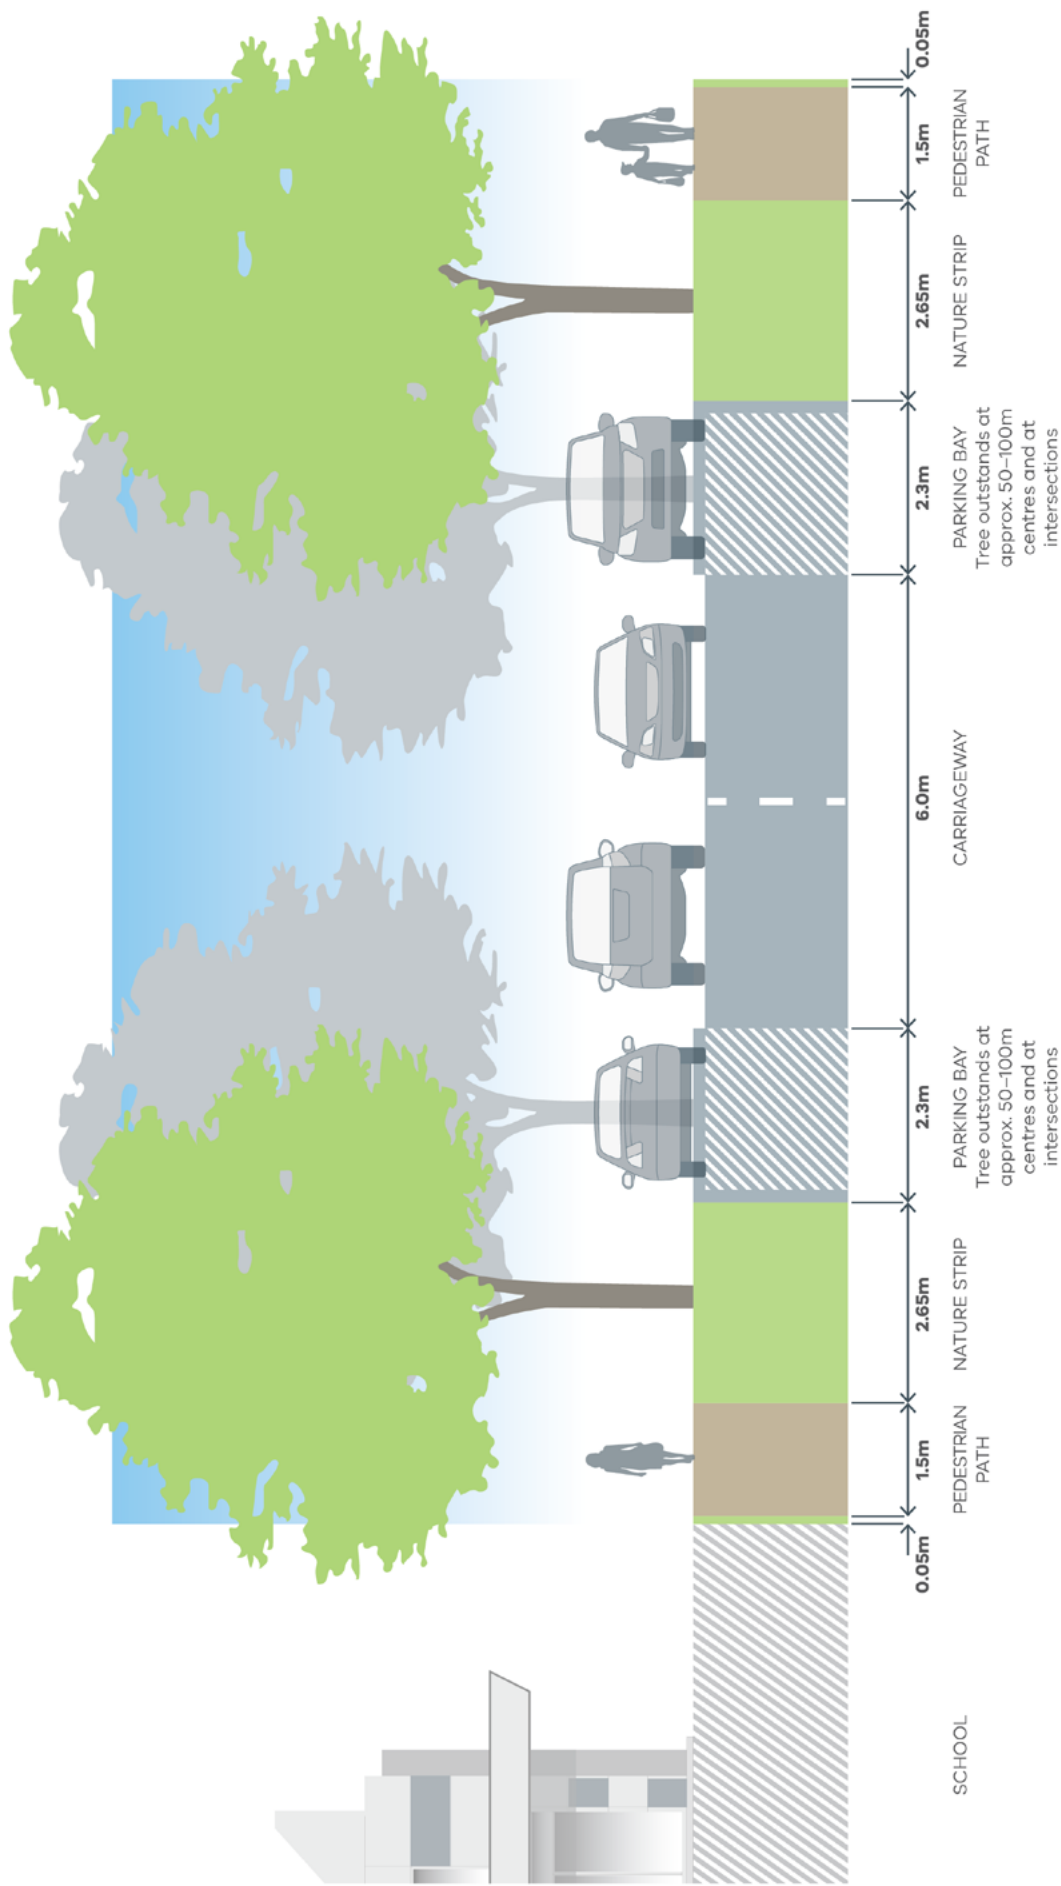 0.05m
1.5m
2.65m
2.3m
6.0m
2.3m
2.65m
1.5m
0.05m
SCHOOL
PEDESTRIAN
PATH
NATURE STRIP
PARKING BAY
Tree outstands at
approx. 50–100m
centres and at
intersections
CARRIAGEWAY
PARKING BAY
Tree outstands at
approx. 50–100m
centres and at
intersections
NATURE STRIP
PEDESTRIAN
PATH